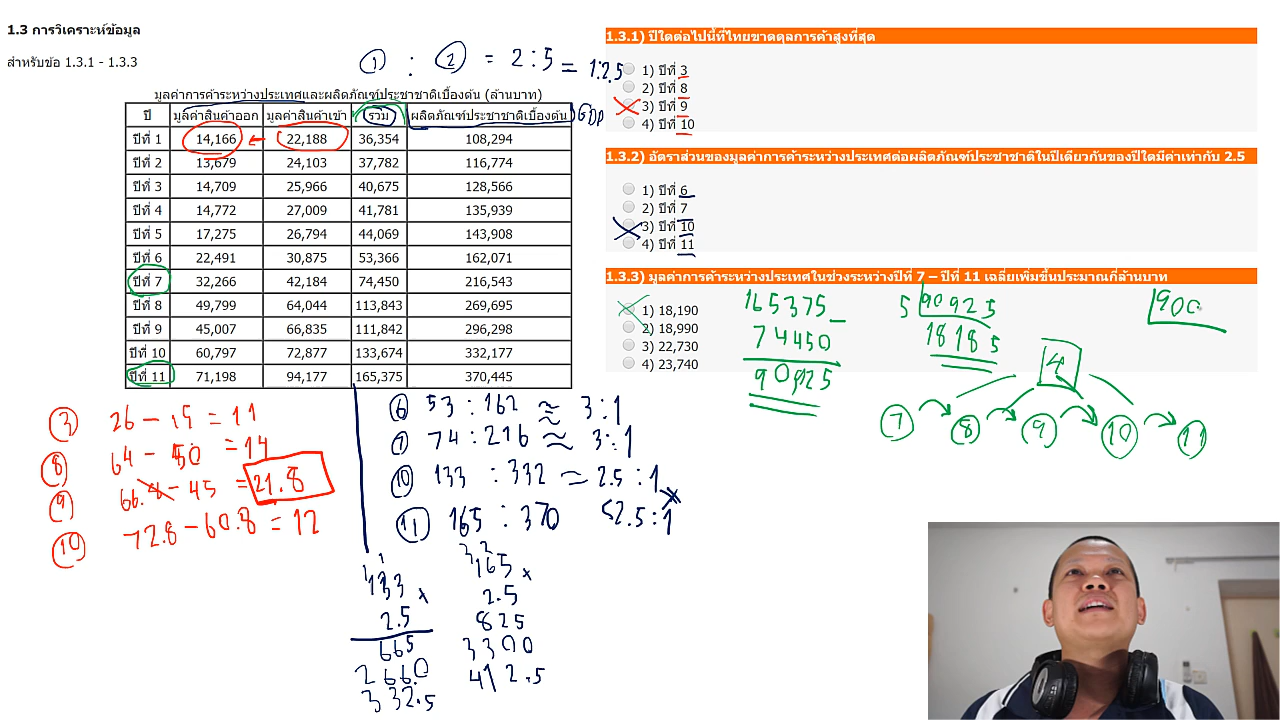 1.3 การวิเคราะห์ข้อมูล
สำหรับข้อ 1.3.1 - 1.3.3
① : ② = 2 : 5 = 1:2.5
มูลค่าการค้าระหว่างประเทศและผลิตภัณฑ์ประชาชาติเบื้องต้น (ล้านบาท)
ปี มูลค่าสินค้าออก มูลค่าสินค้าเข้า รวม ผลิตภัณฑ์ประชาชาติเบื้องต้น GDP
ปีที่ 1 14,166 22,188 36,354 108,294
ปีที่ 2 13,679 24,103 37,782 116,774
ปีที่ 3 14,709 25,966 40,675 128,566
ปีที่ 4 14,772 27,009 41,781 135,939
ปีที่ 5 17,275 26,794 44,069 143,908
ปีที่ 6 22,491 30,875 53,366 162,071
ปีที่ 7 32,266 42,184 74,450 216,543
ปีที่ 8 49,799 64,044 113,843 269,695
ปีที่ 9 45,007 66,835 111,842 296,298
ปีที่ 10 60,797 72,877 133,674 332,177
ปีที่ 11 71,198 94,177 165,375 370,445
③ 26 - 15 = 11
⑧ 64 - 50 = 14
⑨ 66.8 - 45 = 21.8
⑩ 72.8 - 60.8 = 12
⑥ 53 : 162 ≈ 3:1
⑦ 74 : 216 ≈ 3:1
⑩ 133 : 332 = 2.5 : 1
⑪ 165 : 370 <2.5:1
133 ×
2.5
665
2660
332.5
165 ×
2.5
825
3300
412.5
1.3.1) ปีใดต่อไปนี้ที่ไทยขาดดุลการค้าสูงที่สุด
1) ปีที่ 3
2) ปีที่ 8
3) ปีที่ 9
4) ปีที่ 10
1.3.2) อัตราส่วนของมูลค่าการค้าระหว่างประเทศต่อผลิตภัณฑ์ประชาชาติในปีเดียวกันของปีใดมีค่าเท่ากับ 2.5
1) ปีที่ 6
2) ปีที่ 7
3) ปีที่ 10
4) ปีที่ 11
1.3.3) มูลค่าการค้าระหว่างประเทศในช่วงระหว่างปีที่ 7 – ปีที่ 11 เฉลี่ยเพิ่มขึ้นประมาณกี่ล้านบาท
1) 18,190
2) 18,990
3) 22,730
4) 23,740
165375 -
74450
90925
5 90925
18185
900
4
⑦ ⑧ ⑨ ⑩ ⑪